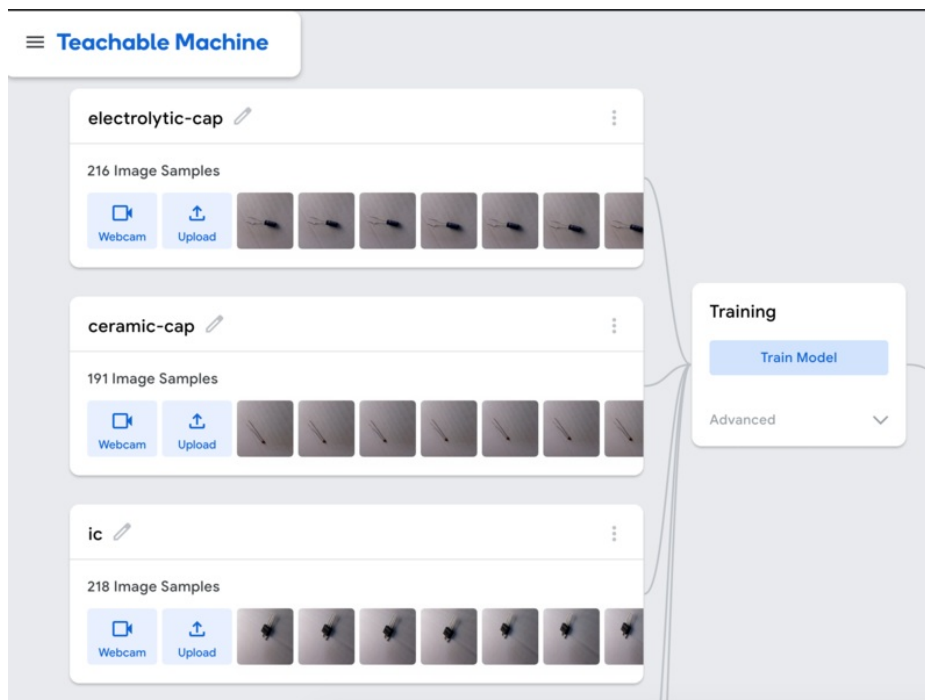 Teachable Machine
electrolytic-cap
216 Image Samples
Webcam Upload
ceramic-cap
191 Image Samples
Webcam Upload
ic
218 Image Samples
Webcam Upload
Training
Train Model
Advanced